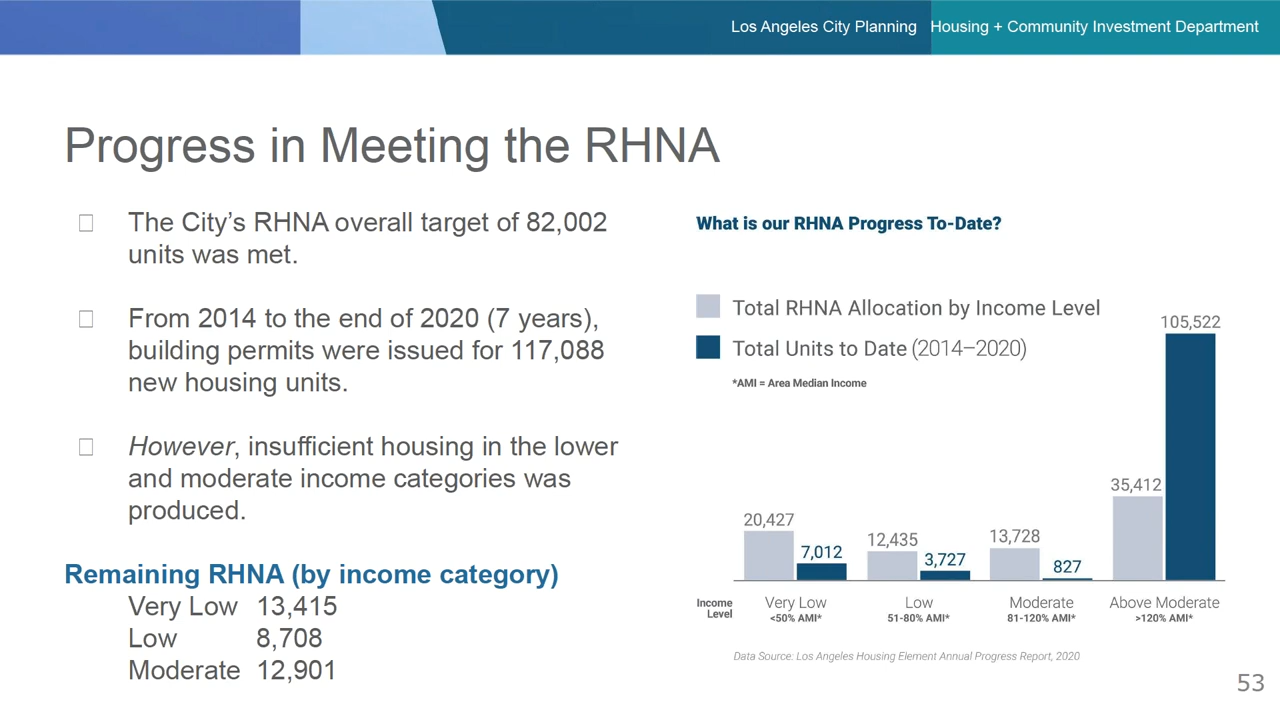 Los Angeles City Planning Housing + Community Investment Department
Progress in Meeting the RHNA
The City’s RHNA overall target of 82,002
units was met.
From 2014 to the end of 2020 (7 years),
building permits were issued for 117,088
new housing units.
However, insufficient housing in the lower
and moderate income categories was
produced.
Remaining RHNA (by income category)
Very Low 13,415
Low 8,708
Moderate 12,901
What is our RHNA Progress To-Date?
Total RHNA Allocation by Income Level
Total Units to Date (2014–2020)
*AMI = Area Median Income
105,522
35,412
20,427
7,012
12,435
3,727
13,728
827
Income
Level
Very Low
<50% AMI*
Low
51-80% AMI*
Moderate
81-120% AMI*
Above Moderate
>120% AMI*
Data Source: Los Angeles Housing Element Annual Progress Report, 2020
53